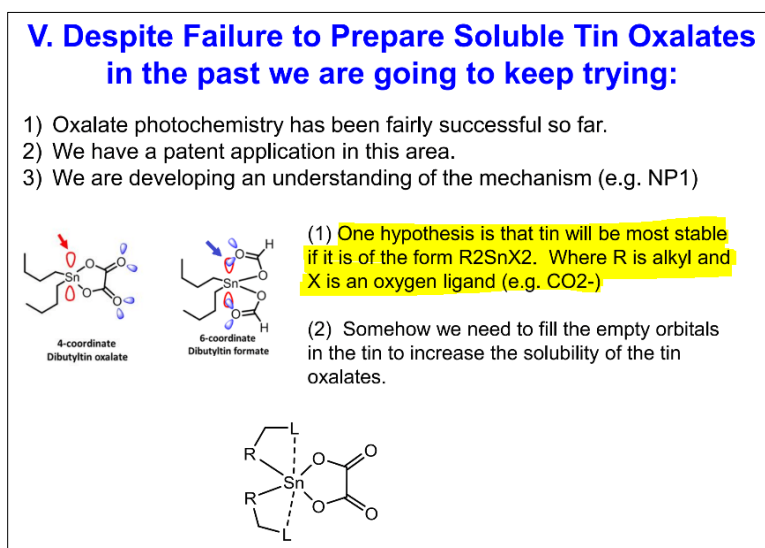 V. Despite Failure to Prepare Soluble Tin Oxalates
in the past we are going to keep trying:
1) Oxalate photochemistry has been fairly successful so far.
2) We have a patent application in this area.
3) We are developing an understanding of the mechanism (e.g. NP1)
(1) One hypothesis is that tin will be most stable
if it is of the form R2SnX2. Where R is alkyl and
X is an oxygen ligand (e.g. CO2-)
(2) Somehow we need to fill the empty orbitals
in the tin to increase the solubility of the tin
oxalates.
O
O
Sn
O
O
4-coordinate
Dibutyltin oxalate
H
O
O
Sn
O
O
H
6-coordinate
Dibutyltin formate
L
R
O
O
Sn
R
O
O
L